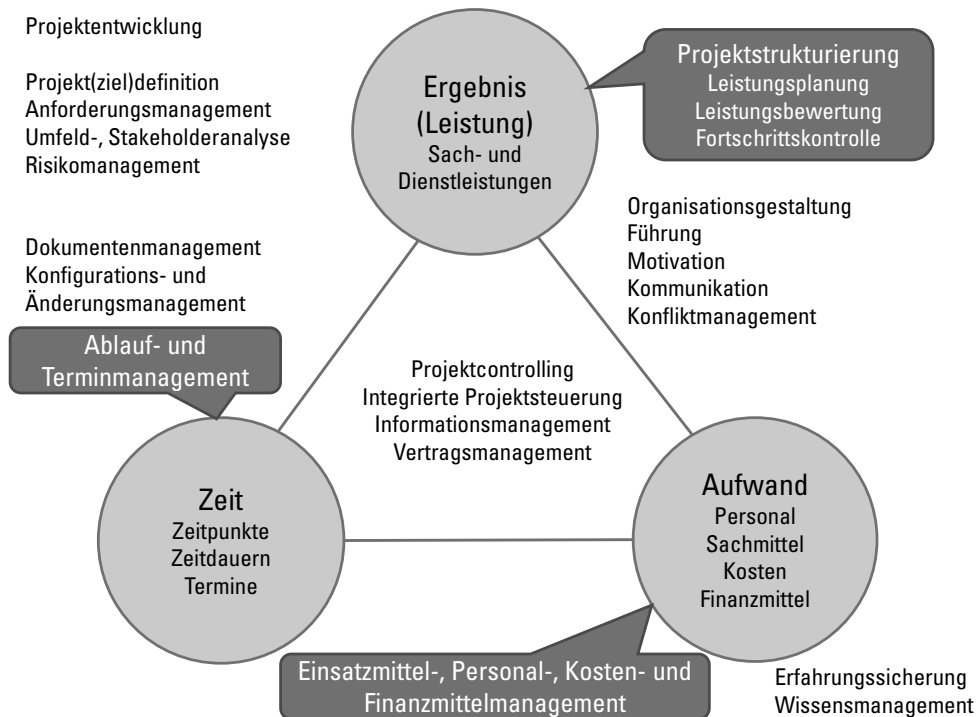 Projektentwicklung
Projekt(ziel)definition
Anforderungsmanagement
Umfeld-, Stakeholderanalyse
Risikomanagement
Ergebnis
(Leistung)
Sach- und
Dienstleistungen
Projektstrukturierung
Leistungsplanung
Leistungsbewertung
Fortschrittskontrolle
Dokumentenmanagement
Konfigurations- und
Änderungsmanagement
Organisationsgestaltung
Führung
Motivation
Kommunikation
Konfliktmanagement
Ablauf- und
Terminmanagement
Projektcontrolling
Integrierte Projektsteuerung
Informationsmanagement
Vertragsmanagement
Zeit
Zeitpunkte
Zeitdauern
Termine
Aufwand
Personal
Sachmittel
Kosten
Finanzmittel
Einsatzmittel-, Personal-, Kosten- und
Finanzmittelmanagement
Erfahrungssicherung
Wissensmanagement